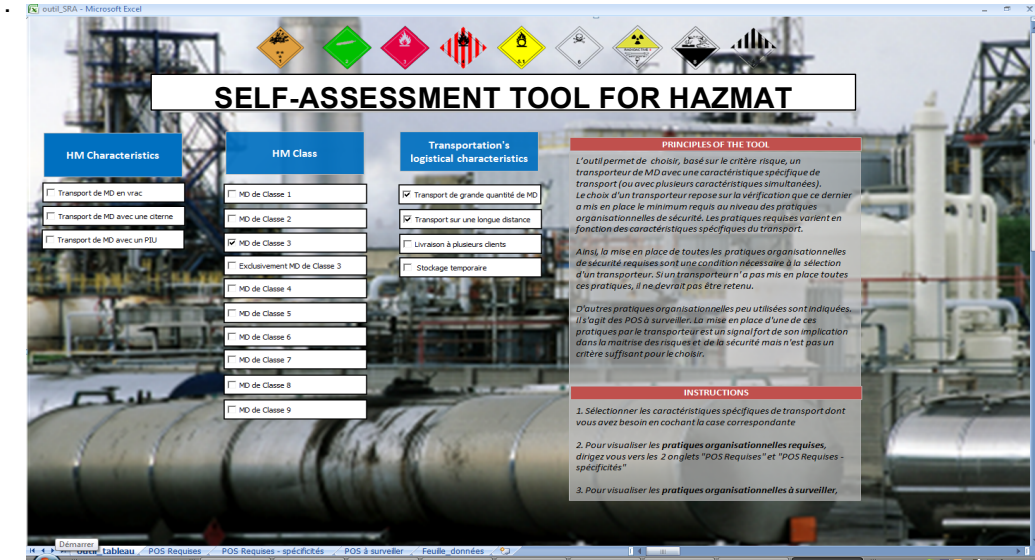 outil_SRA - Microsoft Excel
SELF-ASSESSMENT TOOL FOR HAZMAT
HM Characteristics
Transport de MD en vrac
Transport de MD avec une citerne
Transport de MD avec un PIU
HM Class
MD de Classe 1
MD de Classe 2
MD de Classe 3
Exclusivement MD de Classe 3
MD de Classe 4
MD de Classe 5
MD de Classe 6
MD de Classe 7
MD de Classe 8
MD de Classe 9
Transportation's
logistical characteristics
Transport de grande quantité de MD
Transport sur une longue distance
Livraison à plusieurs clients
Stockage temporaire
PRINCIPLES OF THE TOOL
L'outil permet de choisir, basé sur le critère risque, un
transporteur de MD avec une caractéristique spécifique de
transport (ou avec plusieurs caractéristiques simultanées).
Le choix d'un transporteur repose sur la vérification que ce dernier
a mis en place le minimum requis au niveau des pratiques
organisationnelles de sécurité. Les pratiques requises varient en
fonction des caractéristiques spécifiques du transport.
Ainsi, la mise en place de toutes les pratiques organisationnelles
de sécurité requises sont une condition nécessaire à la sélection
d'un transporteur. Si un transporteur n'a pas mis en place toutes
ces pratiques, il ne devrait pas être retenu.
D'autres pratiques organisationnelles peu utilisées sont indiquées.
Il s'agit des POS à surveiller. La mise en place d'une de ces
pratiques par le transporteur est un signal fort de son implication
dans la maitrise des risques et de la sécurité mais n'est pas un
critère suffisant pour le choisir.
INSTRUCTIONS
1. Sélectionner les caractéristiques spécifiques de transport dont
vous avez besoin en cochant la case correspondante
2. Pour visualiser les pratiques organisationnelles requises,
dirigez vous vers les 2 onglets "POS Requises" et "POS Requises -
spécificités"
3. Pour visualiser les pratiques organisationnelles à surveiller,
Démarrer
tableau POS Requises POS Requises - spécificités POS à surveiller Feuille_données